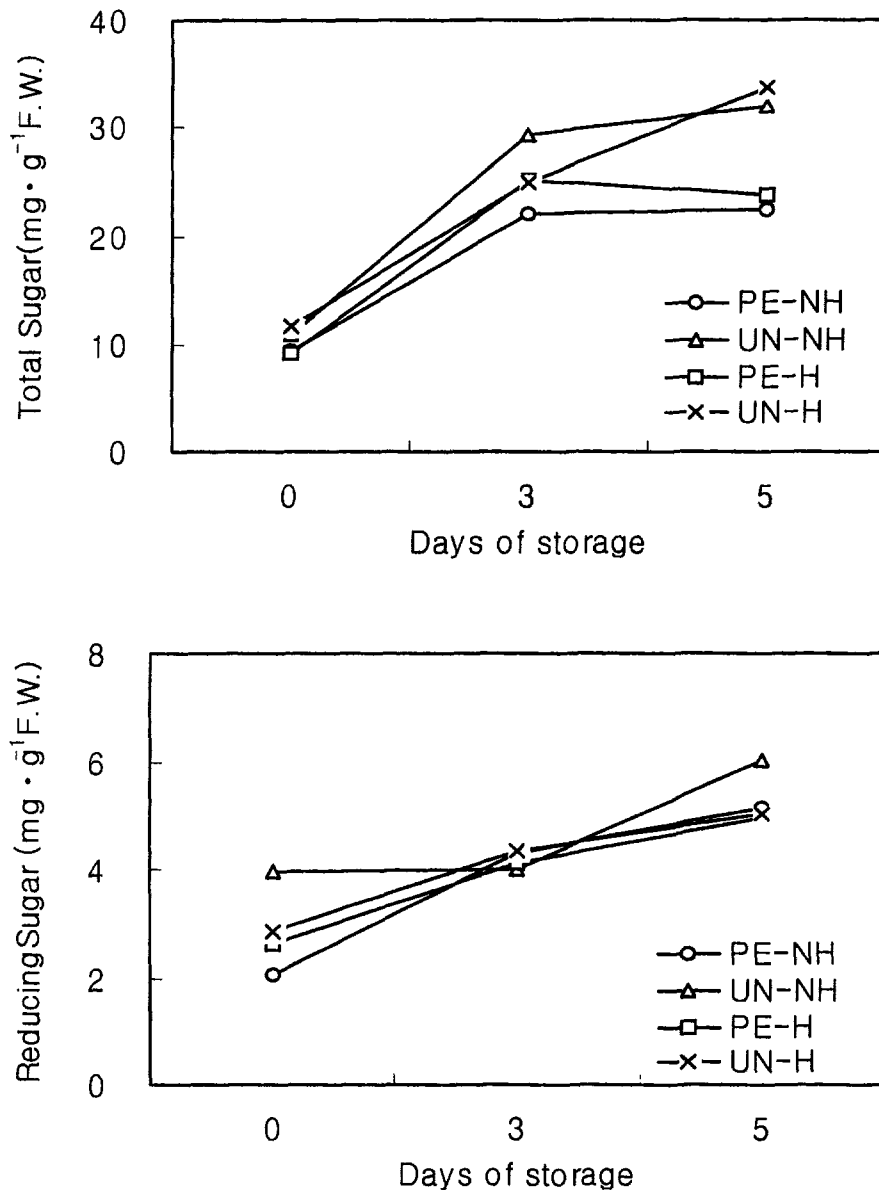 40
30
20
10
0
Total Sugar(mg・g⁻¹F.W.)
PE-NH
UN-NH
PE-H
UN-H
0 3 5
Days of storage
8
6
4
2
0
ReducingSugar (mg・g⁻¹F.W.)
PE-NH
UN-NH
PE-H
UN-H
0 3 5
Days of storage